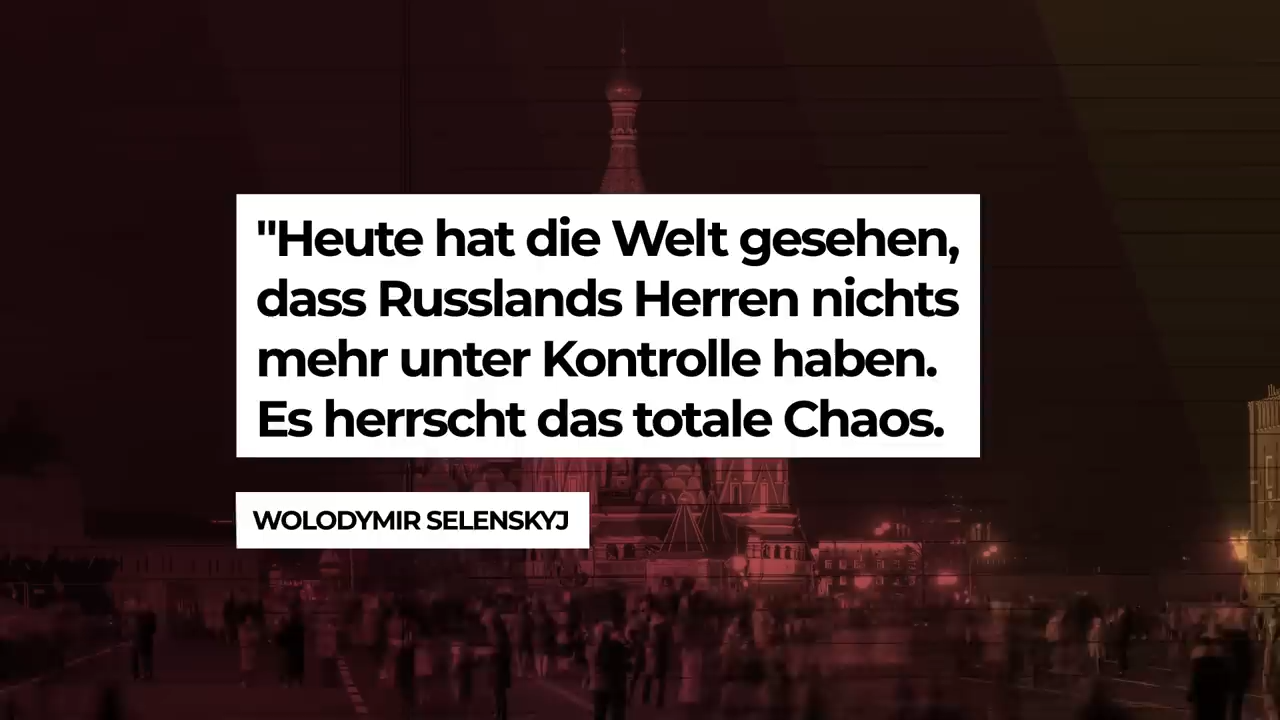 "Heute hat die Welt gesehen,
dass Russlands Herren nichts
mehr unter Kontrolle haben.
Es herrscht das totale Chaos.
WOLODYMIR SELENSKYJ